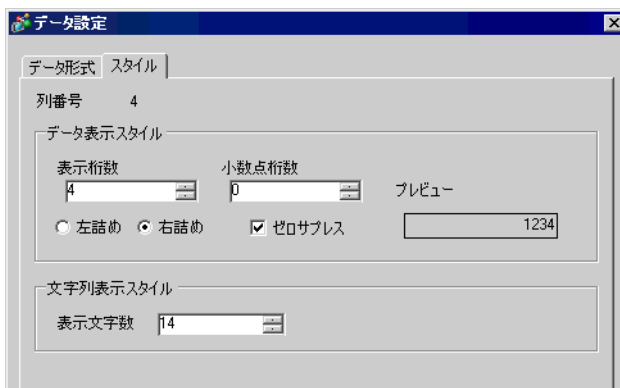 データ設定
データ形式 スタイル
列番号 4
データ表示スタイル
表示桁数 小数点桁数
4 0 プレビュー
左詰め 右詰め ゼロサプレス 1234
文字列表示スタイル
表示文字数 14